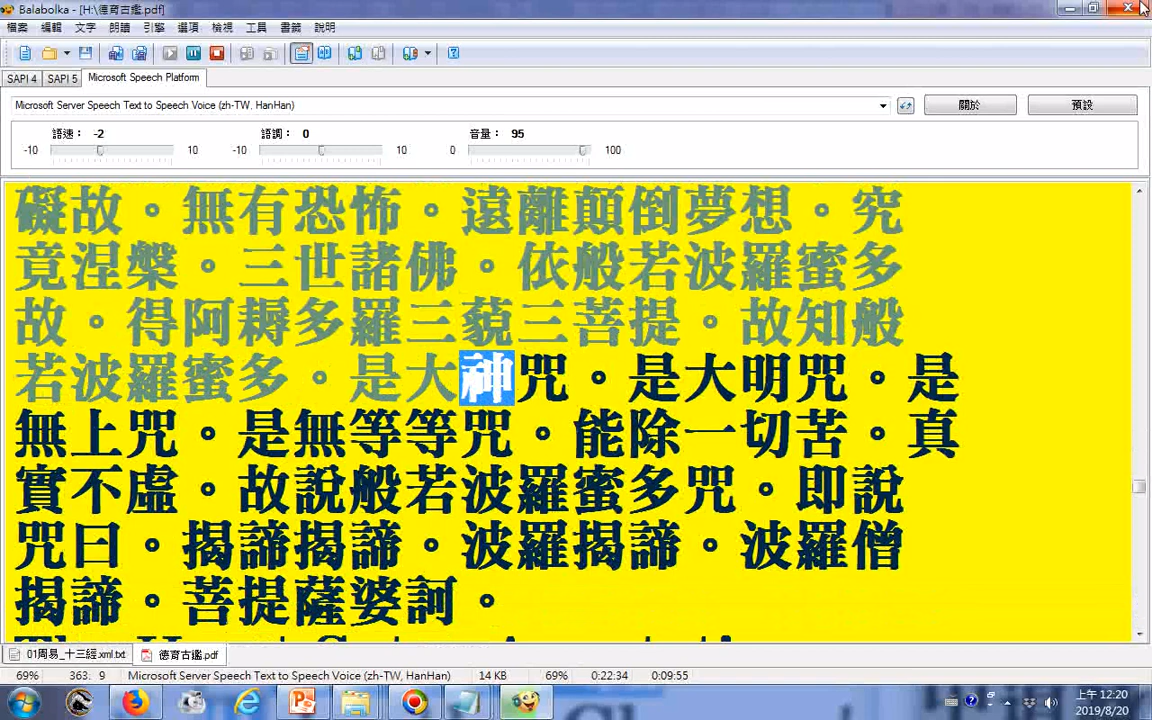 Balabolka - [H:\德育古鑑.pdf]
檔案 編輯 文字 朗讀 引擎 選項 檢視 工具 書籤 說明
SAPI 4 SAPI 5 Microsoft Speech Platform
Microsoft Server Speech Text to Speech Voice (zh-TW, HanHan) 關於 預設
語速： -2 語調： 0 音量： 95
-10 10 -10 10 0 100
礙故。無有恐怖。遠離顛倒夢想。究
竟涅槃。三世諸佛。依般若波羅蜜多
故。得阿耨多羅三藐三菩提。故知般
若波羅蜜多。是大神咒。是大明咒。是
無上咒。是無等等咒。能除一切苦。真
實不虛。故說般若波羅蜜多咒。即說
咒曰。揭諦揭諦。波羅揭諦。波羅僧
揭諦。菩提薩婆訶。
01周易_十三經.xml.txt 德育古鑑.pdf
69% 363. 9 Microsoft Server Speech Text to Speech Voice (zh-TW, HanHan) 14 KB 69% 0:22:34 0:09:55
上午 12:20
2019/8/20